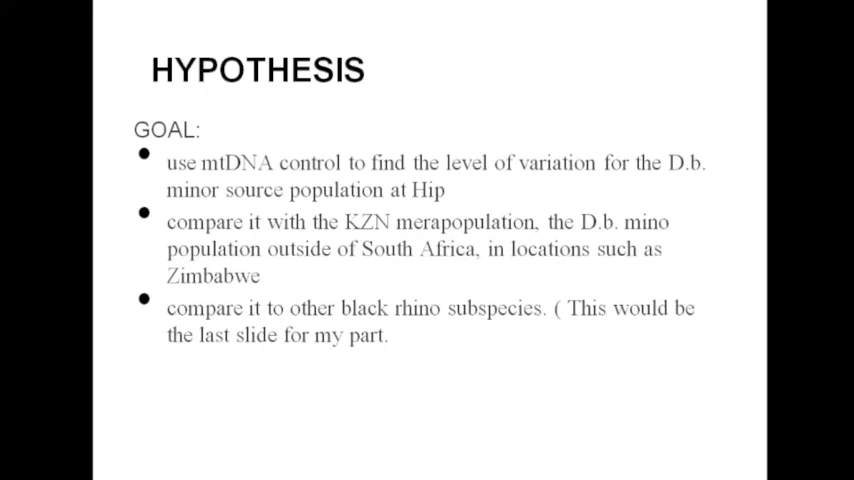 HYPOTHESIS
GOAL:
• use mtDNA control to find the level of variation for the D.b.
minor source population at Hip
• compare it with the KZN merapopulation, the D.b. mino
population outside of South Africa, in locations such as
Zimbabwe
• compare it to other black rhino subspecies. ( This would be
the last slide for my part.